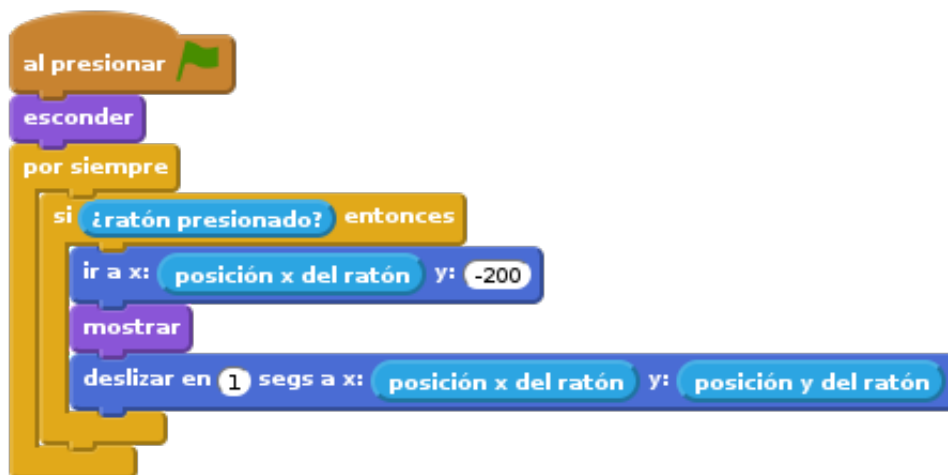 al presionar
esconder
por siempre
si ¿ratón presionado? entonces
ir a x: posición x del ratón y: -200
mostrar
deslizar en 1 segs a x: posición x del ratón y: posición y del ratón